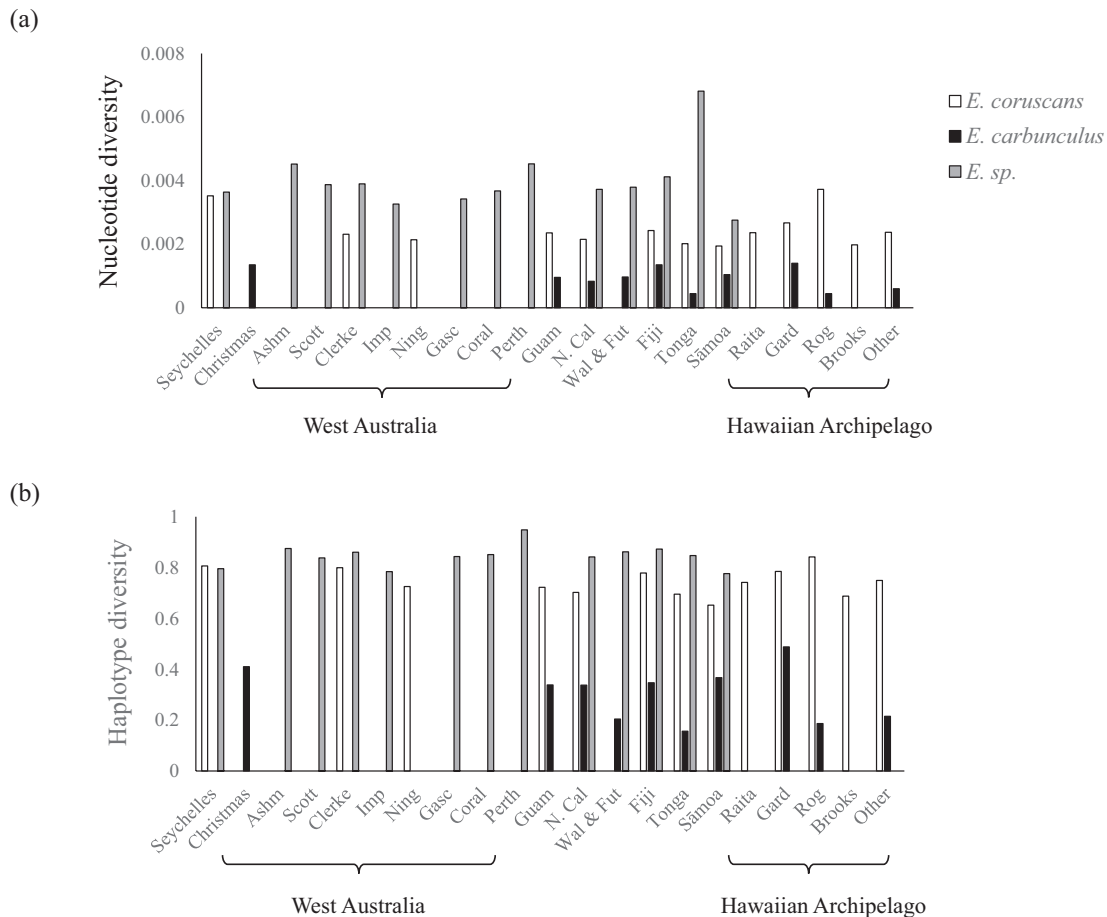 (a)
Nucleotide diversity
0.008
0.006
0.004
0.002
0
E. coruscans
E. carbunculus
E. sp.
Seychelles
Christmas
Ashm
Scott
Clerke
Imp
Ning
Gasc
Coral
Perth
Guam
N. Cal
Wal & Fut
Fiji
Tonga
Sāmoa
Raita
Gard
Rog
Brooks
Other
West Australia
Hawaiian Archipelago
(b)
Haplotype diversity
1
0.8
0.6
0.4
0.2
0
Seychelles
Christmas
Ashm
Scott
Clerke
Imp
Ning
Gasc
Coral
Perth
Guam
N. Cal
Wal & Fut
Fiji
Tonga
Sāmoa
Raita
Gard
Rog
Brooks
Other
West Australia
Hawaiian Archipelago